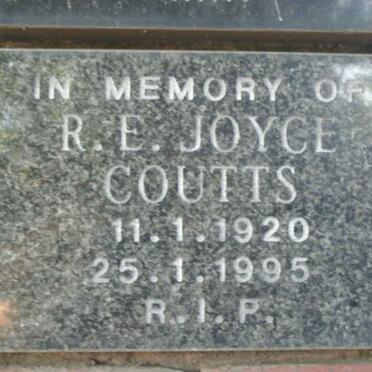 IN MEMORY OF
R. E. JOYCE
COUTTS
11.1.1920
25.1.1995
R.I.P.